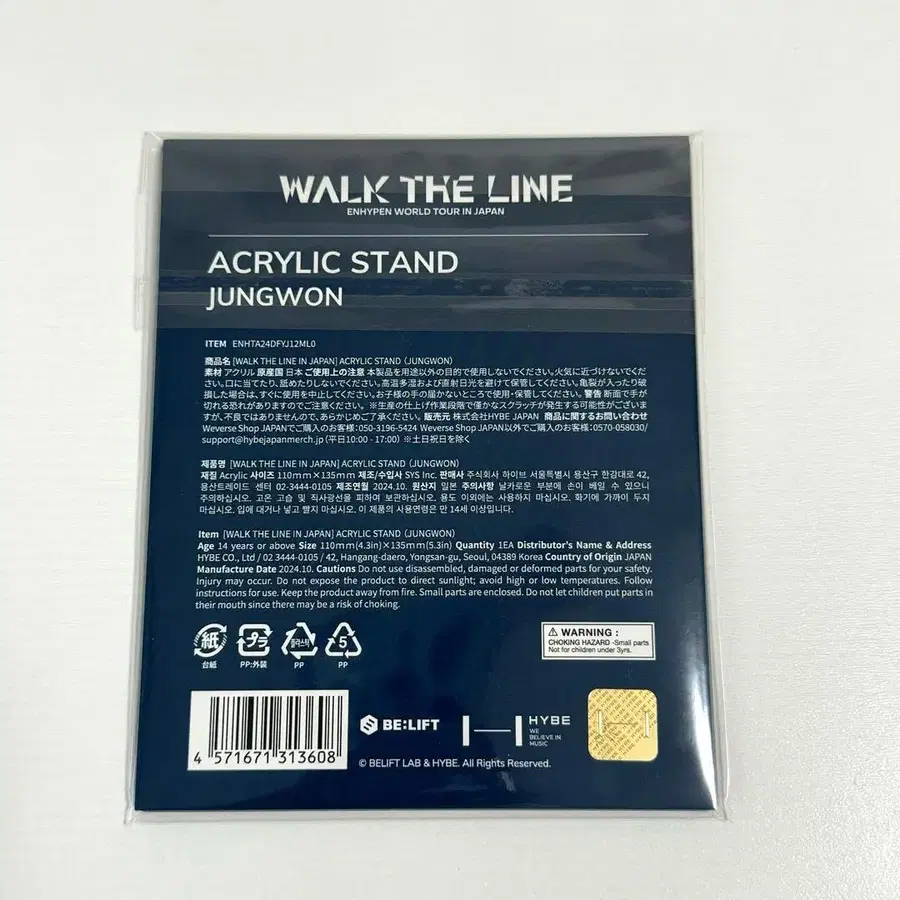 WALK THE LINE
ENHYPEN WORLD TOUR IN JAPAN
ACRYLIC STAND
JUNGWON
ITEM ENHTA24DFYJ12ML0
商品名 [WALK THE LINE IN JAPAN] ACRYLIC STAND (JUNGWON)
素材 アクリル 原産国 日本 ご使用上の注意 本製品を用途以外の目的で使用しないでください。火気に近づけないでくだ
さい。口に当てたり、舐めたりしないでください。高温多湿および直射日光を避けて保管してください。亀裂が入ったり破
損した場合は、すぐに使用を中止してください。お子様の手の届かないところで使用・保管してください。警告 断面で手が
切れる恐れがありますのでご注意ください。 ※生産の仕上げ作業段階で僅かなスクラッチが発生する可能性がございま
すが、不良ではありませんので、あらかじめご了承ください。販売元 株式会社HYBE JAPAN 商品に関するお問い合わせ
Weverse Shop JAPANでご購入のお客様：050-3196-5424 Weverse Shop JAPAN以外でご購入のお客様：0570-058030/
support@hybejapanmerch.jp (平日10:00 - 17:00) ※土日祝日を除く
제품명 [WALK THE LINE IN JAPAN] ACRYLIC STAND (JUNGWON)
재질 Acrylic 사이즈 110mm×135mm 제조/수입사 SYS Inc. 판매사 주식회사 하이브 서울특별시 용산구 한강대로 42,
용산트레이드 센터 02-3444-0105 제조연월 2024.10. 원산지 일본 주의사항 날카로운 부분에 손이 베일 수 있으니
주의하십시오. 고온 고습 및 직사광선을 피하여 보관하십시오. 용도 이외에는 사용하지 마십시오. 화기에 가까이 두지
마십시오. 입에 대거나 넣고 빨지 마십시오. 이 제품의 사용연령은 만 14세 이상입니다.
Item [WALK THE LINE IN JAPAN] ACRYLIC STAND (JUNGWON)
Age 14 years or above Size 110mm(4.3in)×135mm(5.3in) Quantity 1EA Distributor's Name & Address
HYBE CO., Ltd / 02 3444-0105 / 42, Hangang-daero, Yongsan-gu, Seoul, 04389 Korea Country of Origin JAPAN
Manufacture Date 2024.10. Cautions Do not use disassembled, damaged or deformed parts for your safety.
Injury may occur. Do not expose the product to direct sunlight; avoid high or low temperatures. Follow
instructions for use. Keep the product away from fire. Small parts are enclosed. Do not let children put parts in
their mouth since there may be a risk of choking.
紙 プラ 플라스틱 5
台紙 PP:外装 PP PP
WARNING :
CHOKING HAZARD -Small parts
Not for children under 3yrs.
4 571671 313608
BE:LIFT
HYBE
WE
BELIEVE IN
MUSIC
© BELIFT LAB & HYBE. All Rights Reserved.